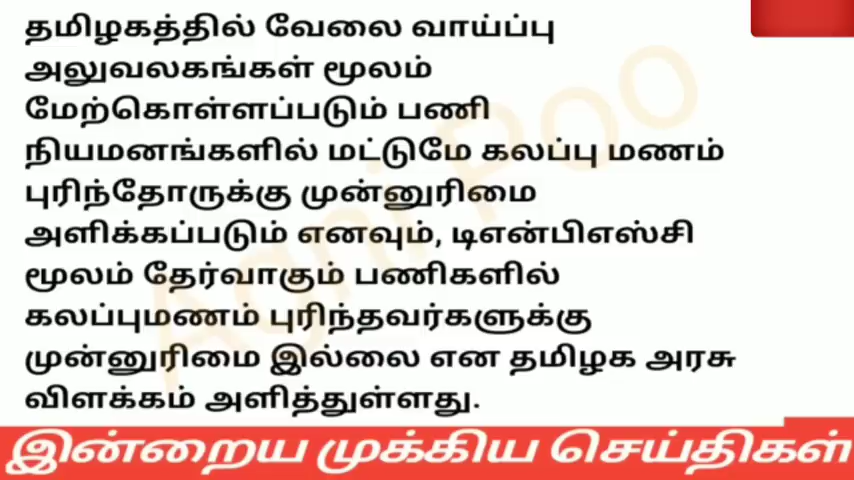 தமிழகத்தில் வேலை வாய்ப்பு
அலுவலகங்கள் மூலம்
மேற்கொள்ளப்படும் பணி
நியமனங்களில் மட்டுமே கலப்பு மணம்
புரிந்தோருக்கு முன்னுரிமை
அளிக்கப்படும் எனவும், டிஎன்பிஎஸ்சி
மூலம் தேர்வாகும் பணிகளில்
கலப்புமணம் புரிந்தவர்களுக்கு
முன்னுரிமை இல்லை என தமிழக அரசு
விளக்கம் அளித்துள்ளது.
Agni Poo
இன்றைய முக்கிய செய்திகள்